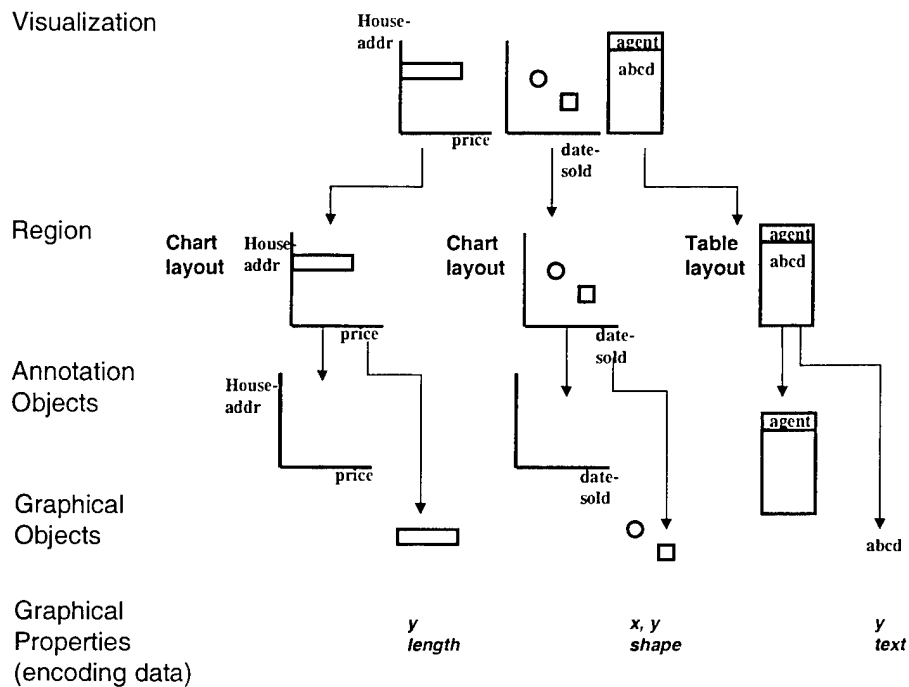 Visualization
House-
addr
price
date-
sold
agent
abcd
Region
Chart
layout
House-
addr
price
Chart
layout
date-
sold
Table
layout
agent
abcd
Annotation
Objects
House-
addr
price
date-
sold
agent
Graphical
Objects
abcd
Graphical
Properties
(encoding data)
y
length
x, y
shape
y
text